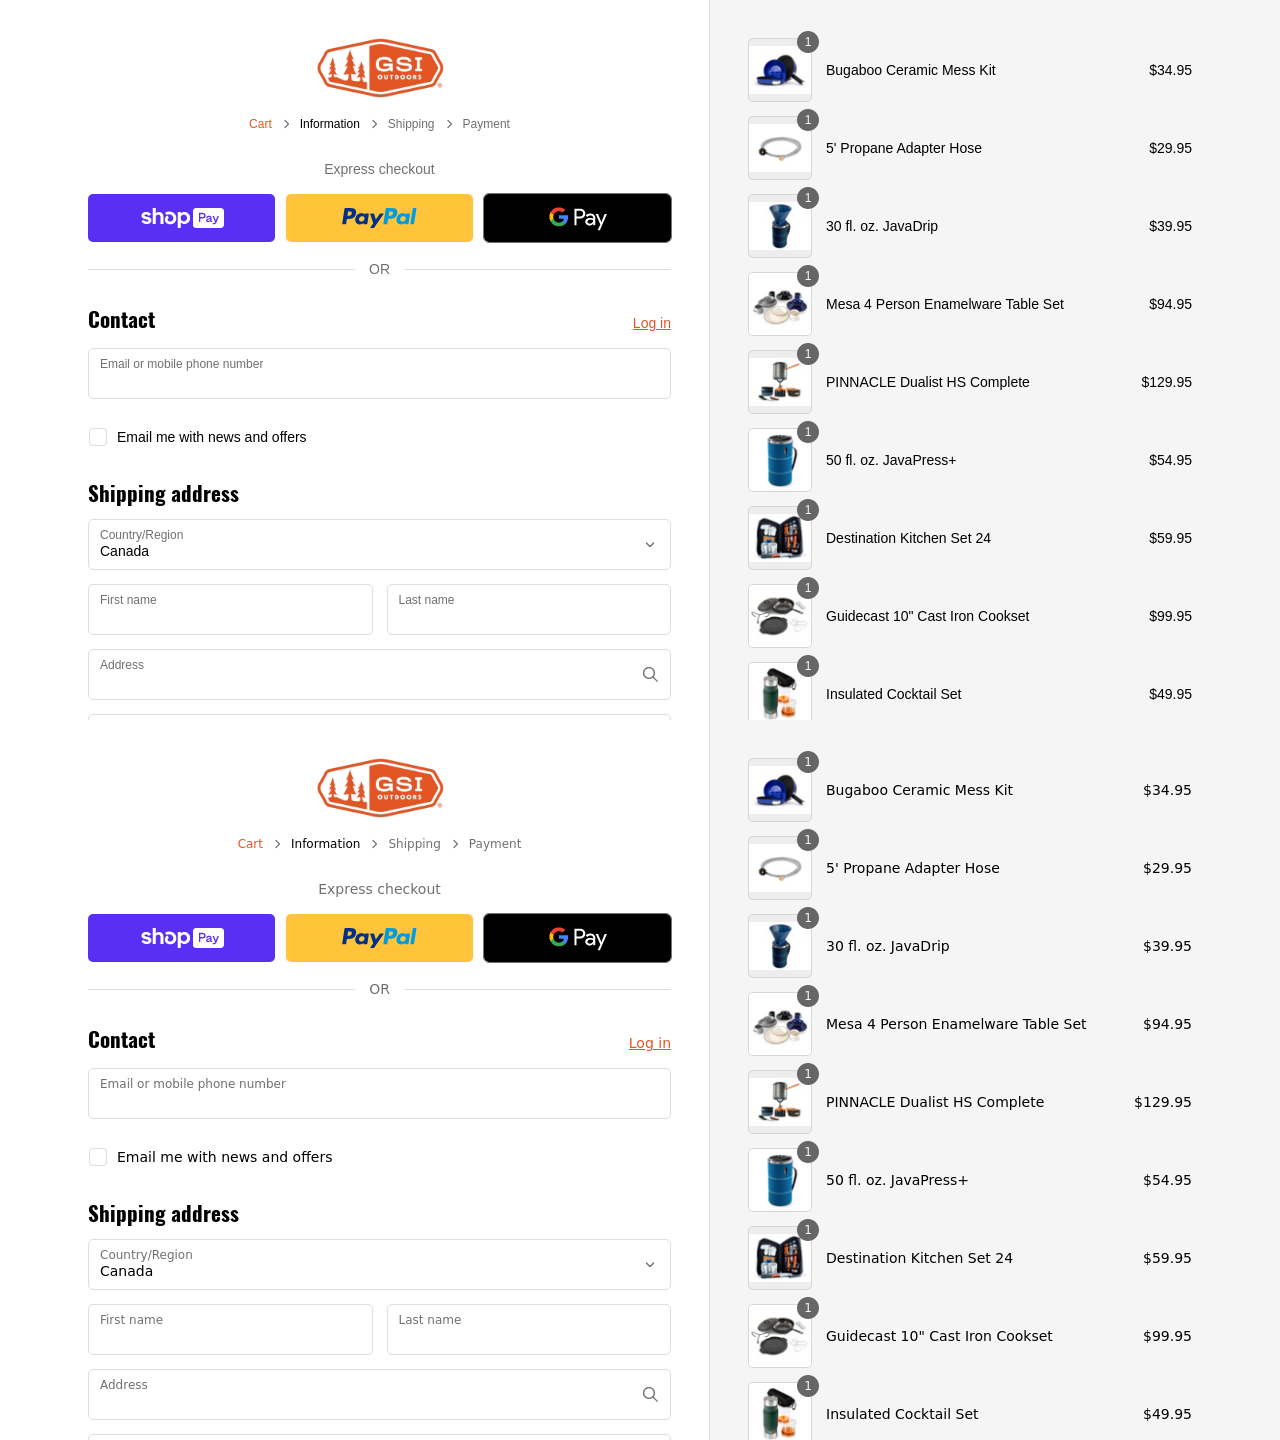 GSI
OUTDOORS
Cart > Information > Shipping > Payment
Express checkout
shop Pay
PayPal
G Pay
OR
Contact
Log in
Email or mobile phone number
Email me with news and offers
Shipping address
Country/Region
Canada
First name
Last name
Address
1
Bugaboo Ceramic Mess Kit $34.95
1
5' Propane Adapter Hose $29.95
1
30 fl. oz. JavaDrip $39.95
1
Mesa 4 Person Enamelware Table Set $94.95
1
PINNACLE Dualist HS Complete $129.95
1
50 fl. oz. JavaPress+ $54.95
1
Destination Kitchen Set 24 $59.95
1
Guidecast 10" Cast Iron Cookset $99.95
1
Insulated Cocktail Set $49.95
GSI
OUTDOORS
Cart > Information > Shipping > Payment
Express checkout
shop Pay
PayPal
G Pay
OR
Contact
Log in
Email or mobile phone number
Email me with news and offers
Shipping address
Country/Region
Canada
First name
Last name
Address
1
Bugaboo Ceramic Mess Kit $34.95
1
5' Propane Adapter Hose $29.95
1
30 fl. oz. JavaDrip $39.95
1
Mesa 4 Person Enamelware Table Set $94.95
1
PINNACLE Dualist HS Complete $129.95
1
50 fl. oz. JavaPress+ $54.95
1
Destination Kitchen Set 24 $59.95
1
Guidecast 10" Cast Iron Cookset $99.95
1
Insulated Cocktail Set $49.95